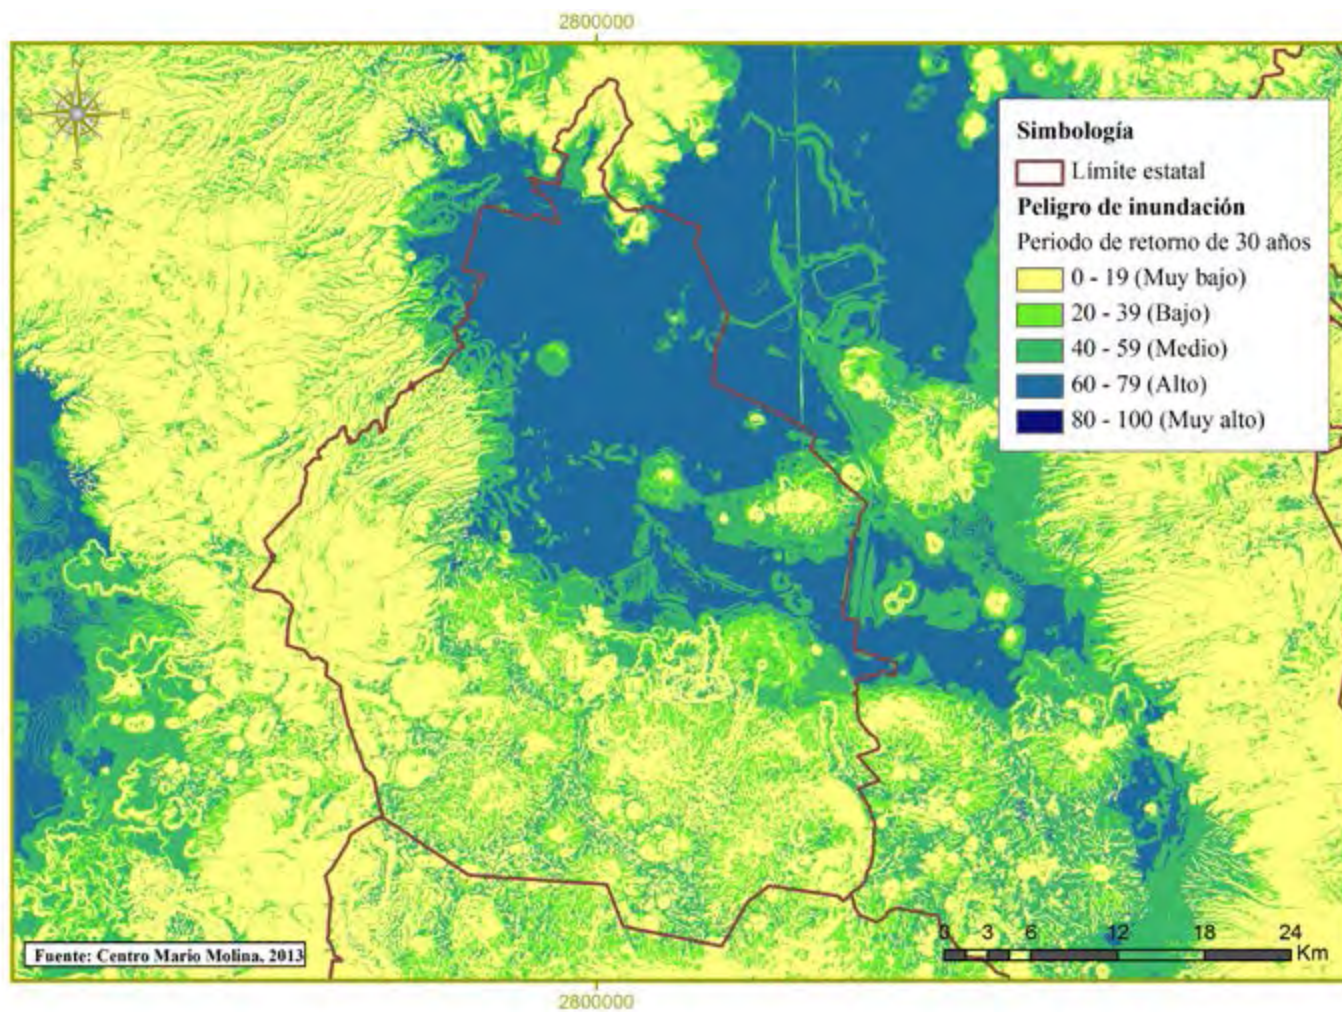 2800000
N
E
S
Simbología
Límite estatal
Peligro de inundación
Periodo de retorno de 30 años
0 - 19 (Muy bajo)
20 - 39 (Bajo)
40 - 59 (Medio)
60 - 79 (Alto)
80 - 100 (Muy alto)
0 3 6 12 18 24
Km
Fuente: Centro Mario Molina, 2013
2800000